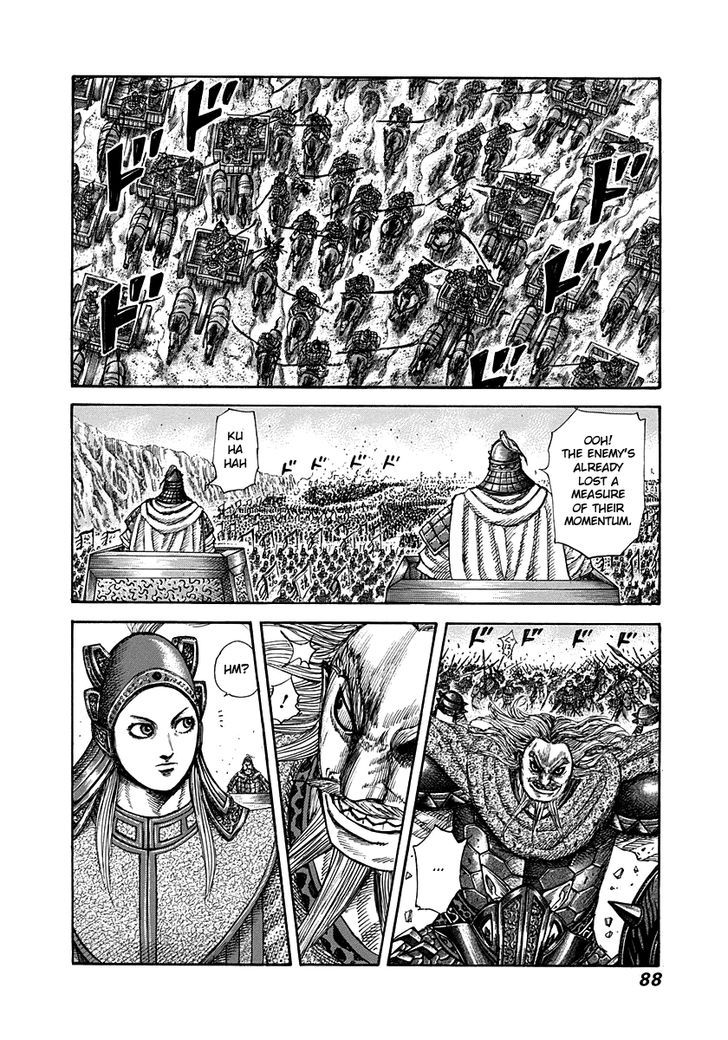 ドド
ドド
ド
ド
ド
OOH!
THE ENEMY'S
ALREADY
LOST A
MEASURE
OF THEIR
MOMENTUM.
KU
HA
HAH
ド ド ド ド
ド ド ド
...
!
HM?
88